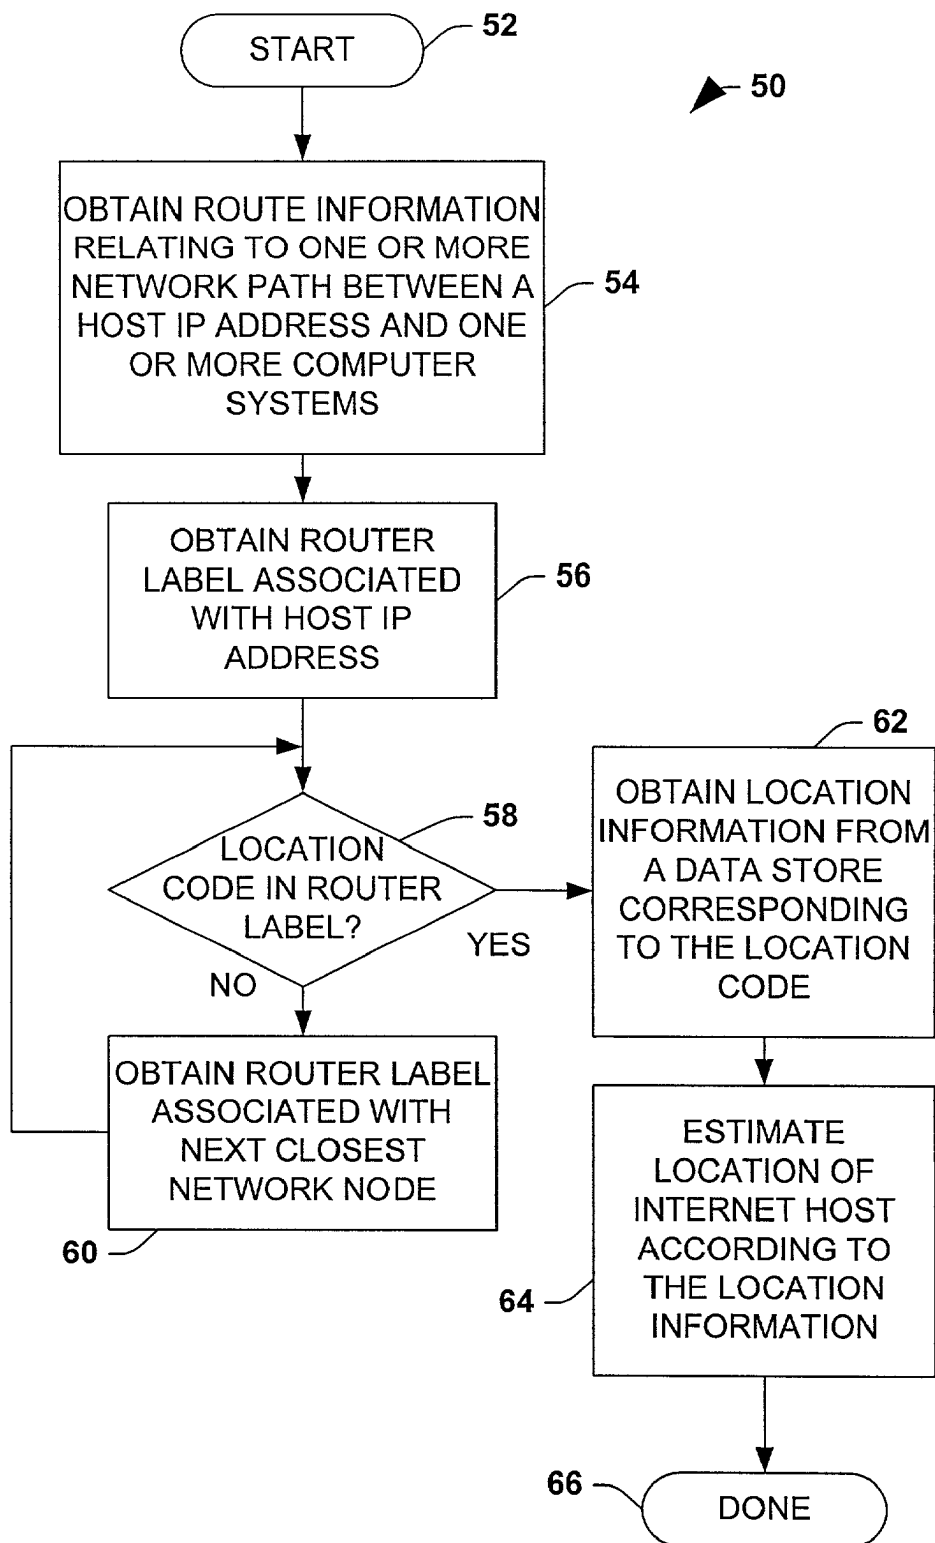 START
52
50
OBTAIN ROUTE INFORMATION
RELATING TO ONE OR MORE
NETWORK PATH BETWEEN A
HOST IP ADDRESS AND ONE
OR MORE COMPUTER
SYSTEMS
54
OBTAIN ROUTER
LABEL ASSOCIATED
WITH HOST IP
ADDRESS
56
LOCATION
CODE IN ROUTER
LABEL?
58
YES
NO
OBTAIN ROUTER LABEL
ASSOCIATED WITH
NEXT CLOSEST
NETWORK NODE
60
62
OBTAIN LOCATION
INFORMATION FROM
A DATA STORE
CORRESPONDING
TO THE LOCATION
CODE
ESTIMATE
LOCATION OF
INTERNET HOST
ACCORDING TO
THE LOCATION
INFORMATION
64
66
DONE